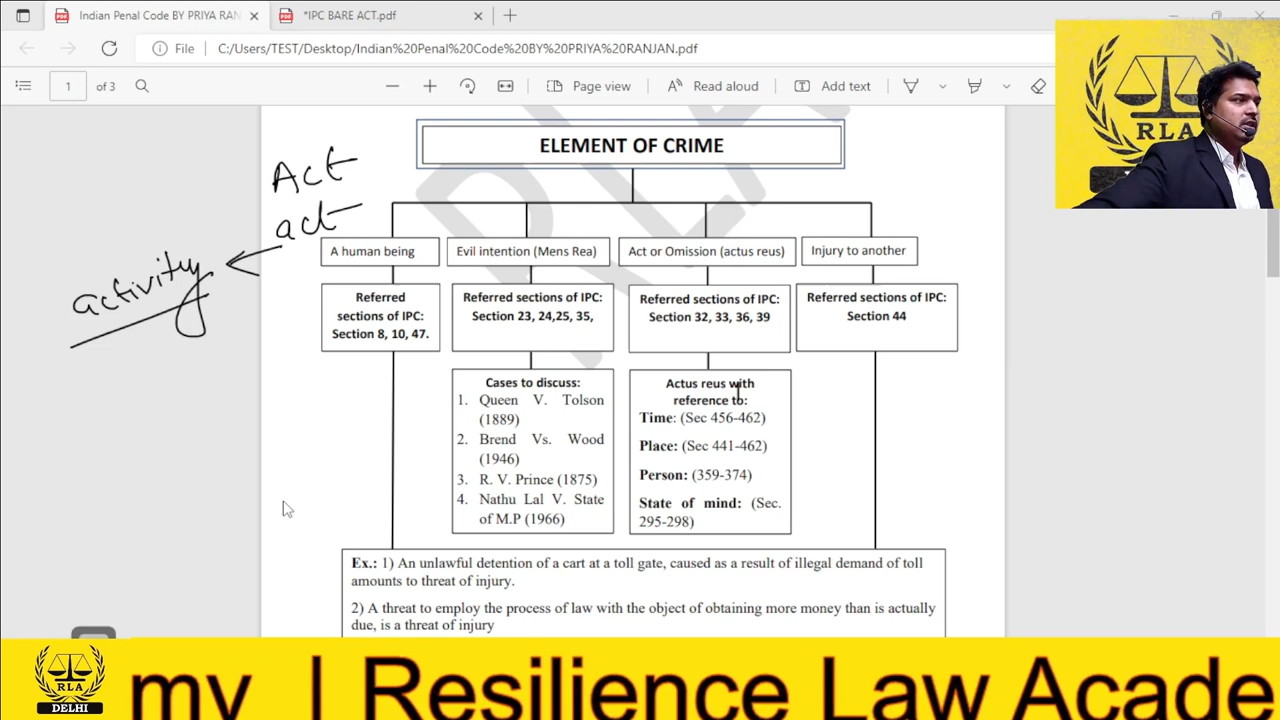 Indian Penal Code BY PRIYA RAN
*IPC BARE ACT.pdf
File
C:/Users/TEST/Desktop/Indian%20Penal%20Code%20BY%20PRIYA%20RANJAN.pdf
1 of 3
Page view
Read aloud
Add text
RLA
RLA
ELEMENT OF CRIME
Act
act
activity
A human being
Evil intention (Mens Rea)
Act or Omission (actus reus)
Injury to another
Referred
sections of IPC:
Section 8, 10, 47.
Referred sections of IPC:
Section 23, 24,25, 35,
Referred sections of IPC:
Section 32, 33, 36, 39
Referred sections of IPC:
Section 44
Cases to discuss:
1. Queen V. Tolson
(1889)
2. Brend Vs. Wood
(1946)
3. R. V. Prince (1875)
4. Nathu Lal V. State
of M.P (1966)
Actus reus with
reference to:
Time: (Sec 456-462)
Place: (Sec 441-462)
Person: (359-374)
State of mind: (Sec.
295-298)
Ex.: 1) An unlawful detention of a cart at a toll gate, caused as a result of illegal demand of toll
amounts to threat of injury.
2) A threat to employ the process of law with the object of obtaining more money than is actually
due, is a threat of injury
RLA
DELHI
my | Resilience Law Acade